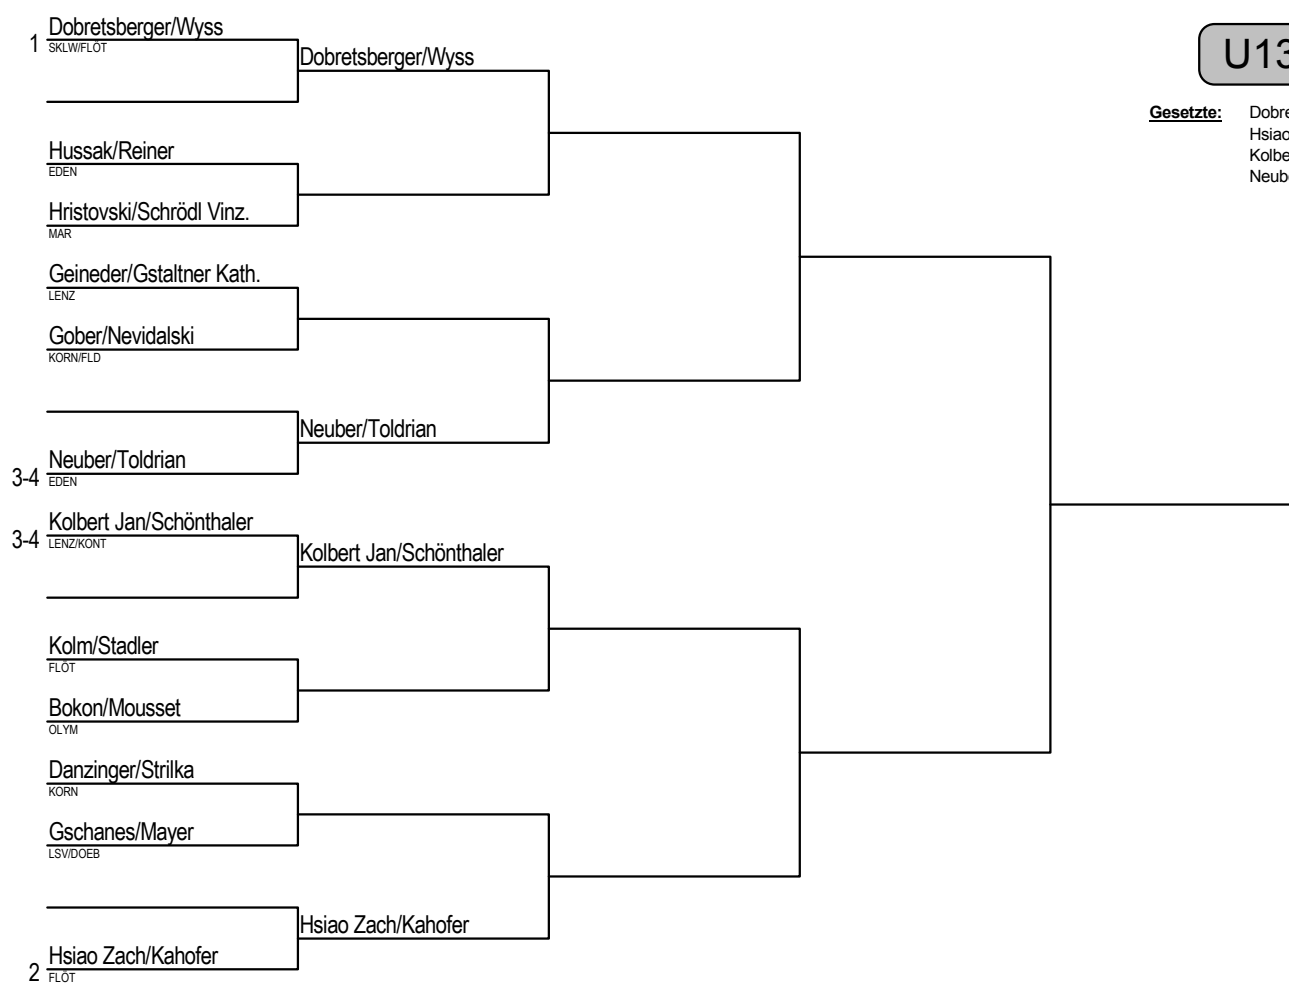 Dobretsberger/Wyss
1
SKLW/FLÖT
Dobretsberger/Wyss
U13
Gesetzte:
Hussak/Reiner
EDEN
Hristovski/Schrödl Vinz.
MAR
Geineder/Gstaltner Kath.
LENZ
Gober/Nevidalski
KORN/FLD
Neuber/Toldrian
Neuber/Toldrian
3-4
EDEN
Kolbert Jan/Schönthaler
3-4
LENZ/KONT
Kolbert Jan/Schönthaler
Kolm/Stadler
FLÖT
Bokon/Mousset
OLYM
Danzinger/Strilka
KORN
Gschanes/Mayer
LSV/DOEB
Hsiao Zach/Kahofer
Hsiao Zach/Kahofer
2
FLÖT